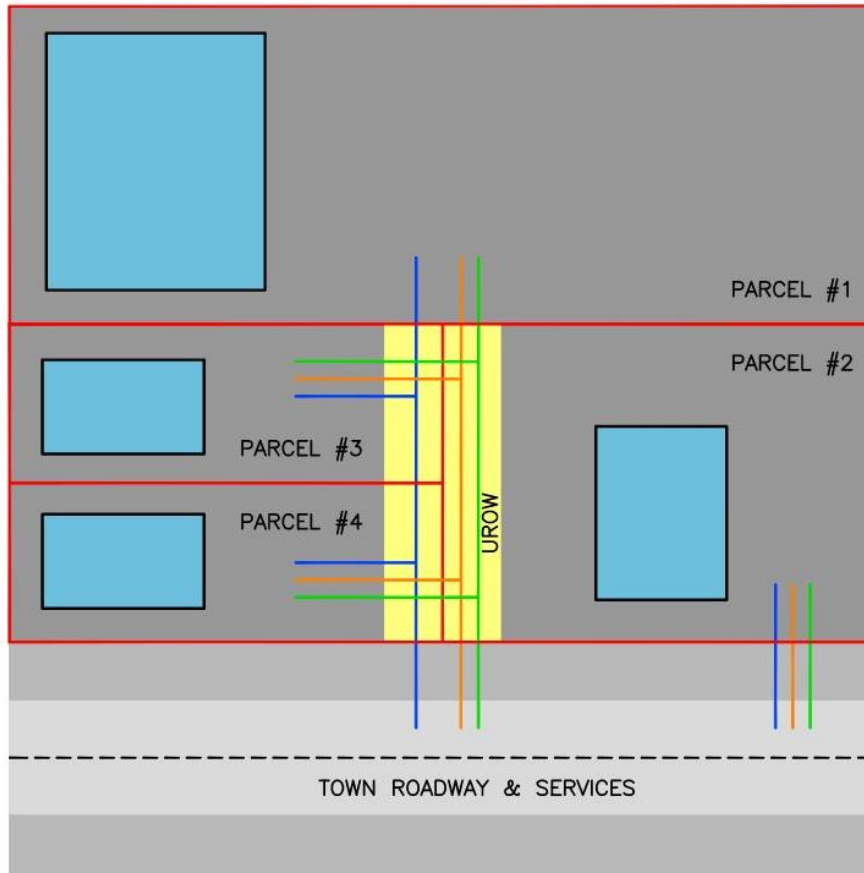 PARCEL #1
PARCEL #2
PARCEL #3
PARCEL #4
UROW
TOWN ROADWAY & SERVICES